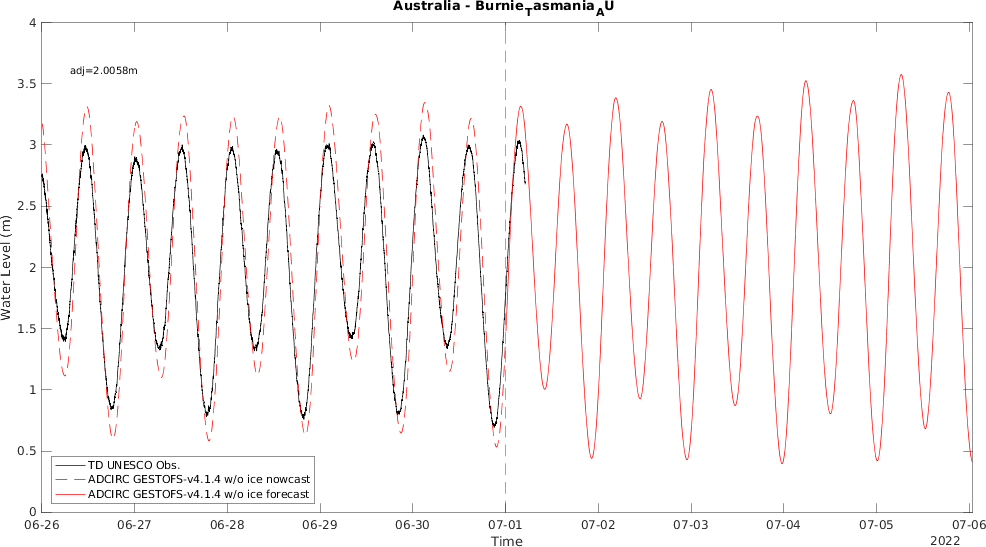 Australia - Burnie_Tasmania_AU
4
3.5
3
2.5
2
1.5
1
0.5
0
Water Level (m)
adj=2.0058m
TD UNESCO Obs.
ADCIRC GESTOFS-v4.1.4 w/o ice nowcast
ADCIRC GESTOFS-v4.1.4 w/o ice forecast
06-26 06-27 06-28 06-29 06-30 07-01 07-02 07-03 07-04 07-05 07-06
Time
2022